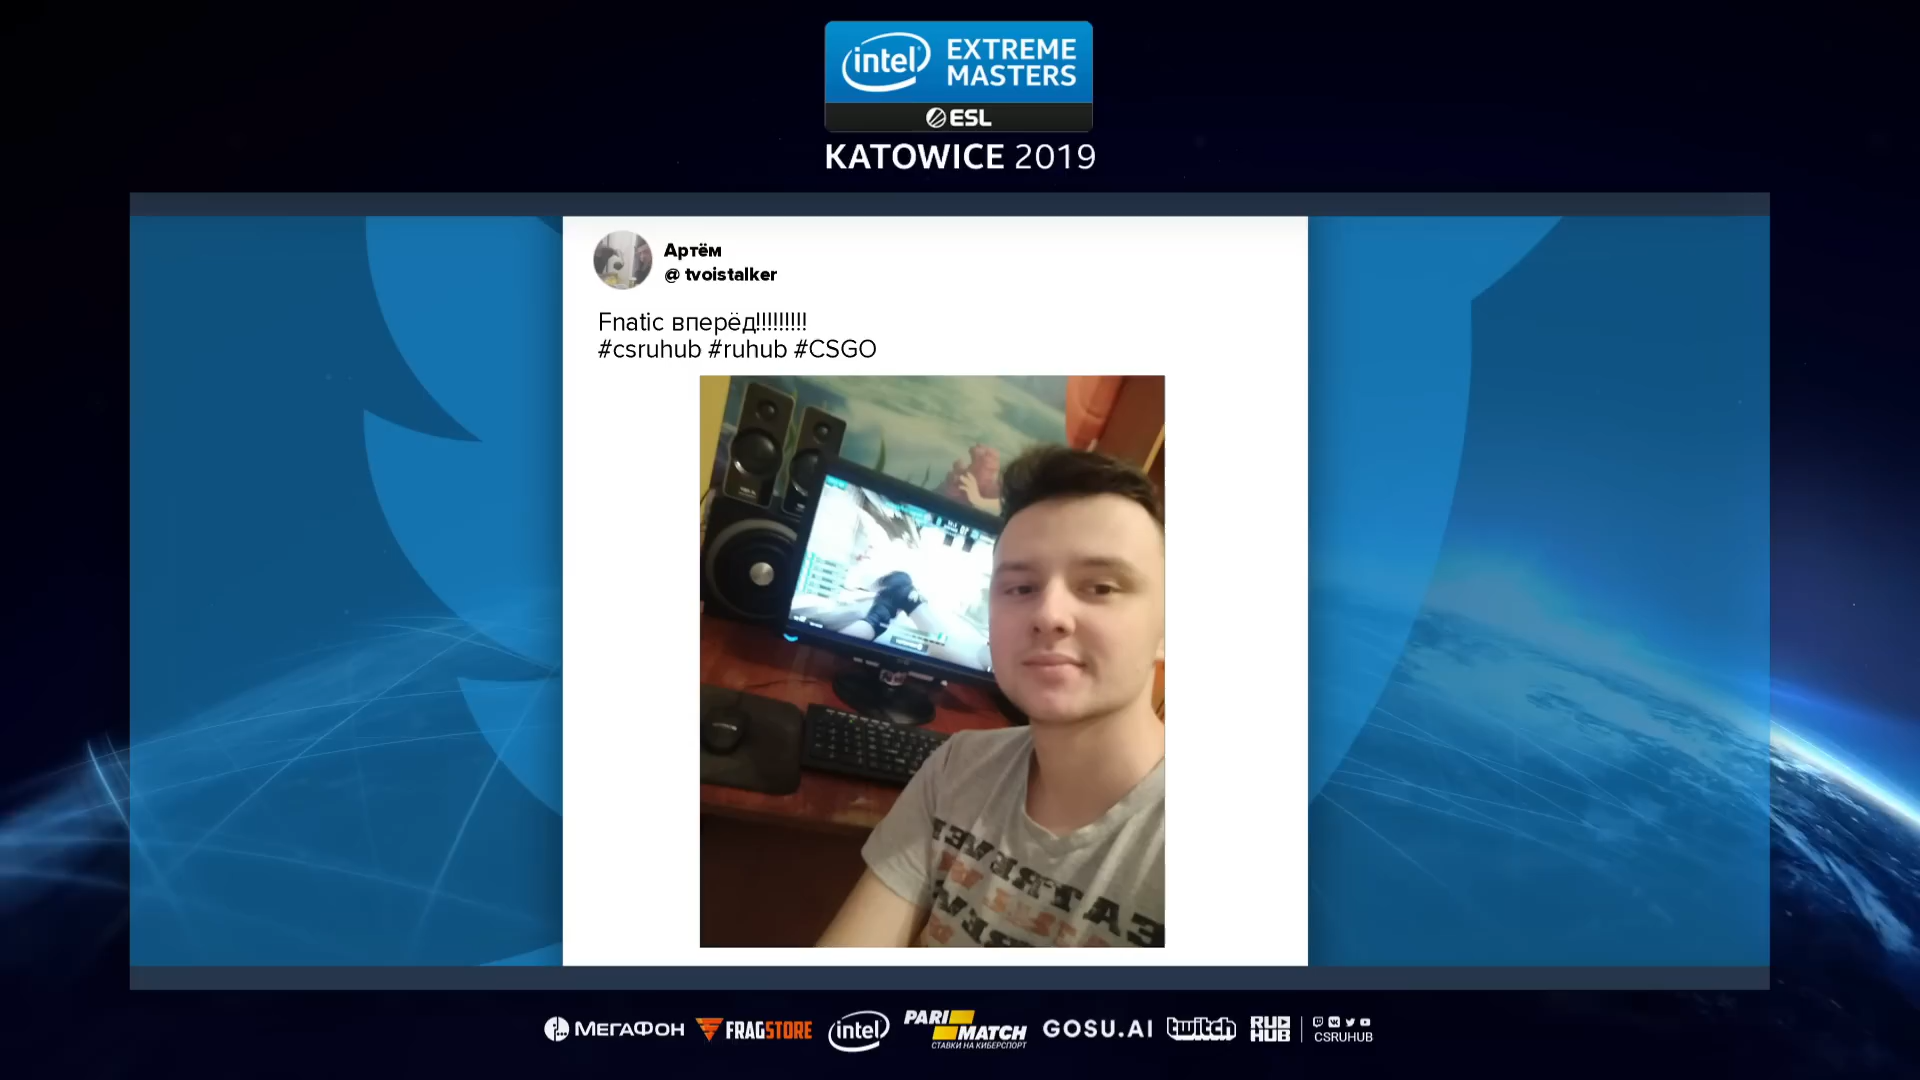 intel EXTREME
MASTERS
ESL
KATOWICE 2019
Артём
@ tvoistalker
Fnatic вперёд!!!!!!!!!
#csruhub #ruhub #CSGO
МЕГАФОН FRAGSTORE intel PARI MATCH СТАВКИ НА КИБЕРСПОРТ GOSU.AI twitch RUHUB CSRUHUB